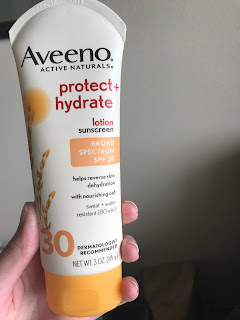 Aveeno.
ACTIVE NATURALS®
protect+
hydrate
lotion
sunscreen
BROAD
SPECTRUM
SPF 30
helps reverse skin
dehydration
with nourishing oat
sweat + water
resistant (80 min)
30
DERMATOLOGIST
RECOMMENDED
NET WT. 3 OZ. (85 g)